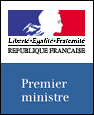 Liberté • Égalité • Fraternité
RÉPUBLIQUE FRANÇAISE
Premier
ministre